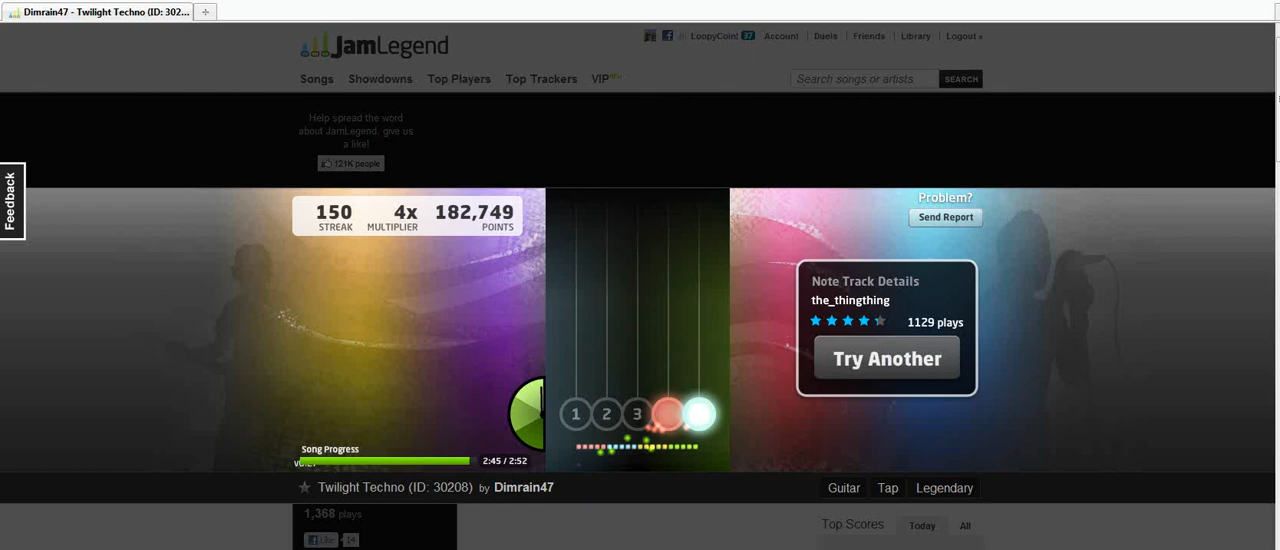 Dimrain47 - Twilight Techno (ID: 302...
JamLegend
LoopyCoin! 37 Account Duels Friends Library Logout »
Songs Showdowns Top Players Top Trackers VIP
Search songs or artists SEARCH
Help spread the word
about JamLegend, give us
a like!
121K people
Feedback
150 4x 182,749
STREAK MULTIPLIER POINTS
Problem?
Send Report
Note Track Details
the_thingthing
1129 plays
Try Another
1 2 3
Song Progress
2:45 / 2:52
Twilight Techno (ID: 30208) by Dimrain47
Guitar Tap Legendary
1,368 plays
Like 14
Top Scores Today All